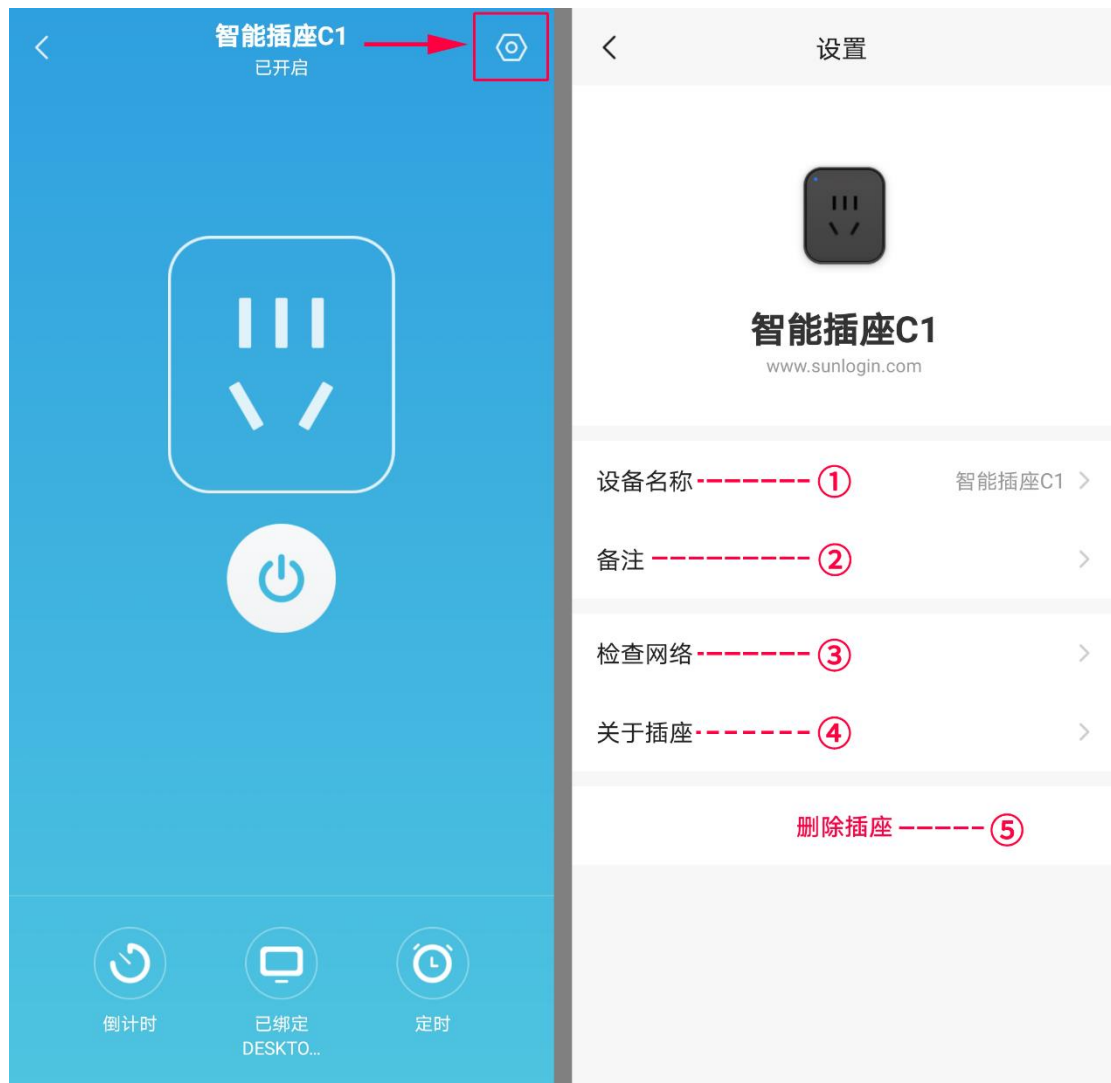 智能插座C1
已开启
倒计时
已绑定
DESKTO...
定时
设置
智能插座C1
www.sunlogin.com
设备名称 ① 智能插座C1
备注 ②
检查网络 ③
关于插座 ④
删除插座 ⑤